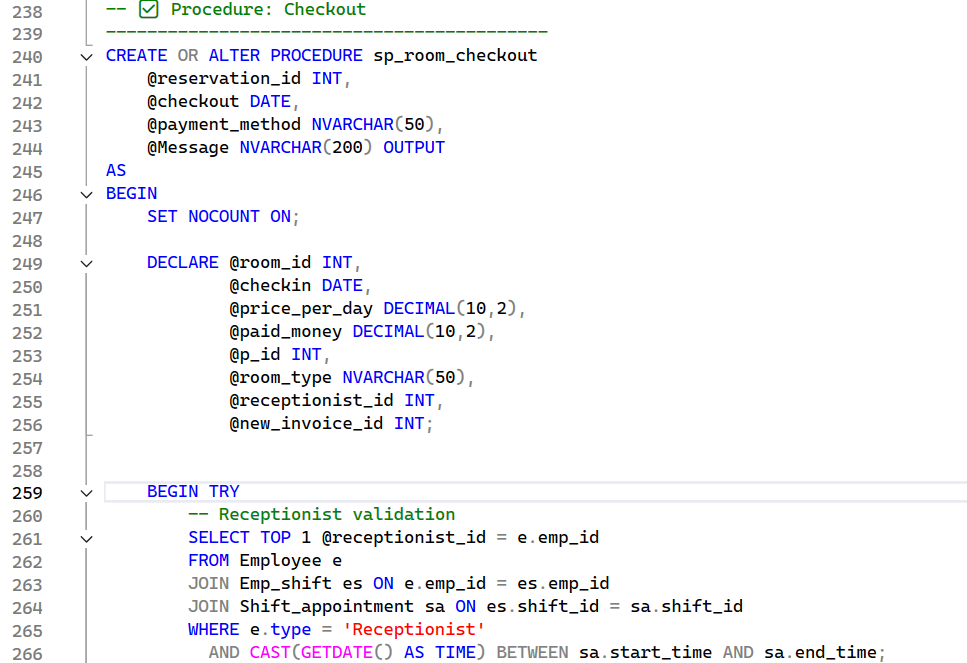 238 -- ✅ Procedure: Checkout
239 -------------------------------------------
240 CREATE OR ALTER PROCEDURE sp_room_checkout
241 @reservation_id INT,
242 @checkout DATE,
243 @payment_method NVARCHAR(50),
244 @Message NVARCHAR(200) OUTPUT
245 AS
246 BEGIN
247 SET NOCOUNT ON;
248
249 DECLARE @room_id INT,
250 @checkin DATE,
251 @price_per_day DECIMAL(10,2),
252 @paid_money DECIMAL(10,2),
253 @p_id INT,
254 @room_type NVARCHAR(50),
255 @receptionist_id INT,
256 @new_invoice_id INT;
257
258
259 BEGIN TRY
260 -- Receptionist validation
261 SELECT TOP 1 @receptionist_id = e.emp_id
262 FROM Employee e
263 JOIN Emp_shift es ON e.emp_id = es.emp_id
264 JOIN Shift_appointment sa ON es.shift_id = sa.shift_id
265 WHERE e.type = 'Receptionist'
266 AND CAST(GETDATE() AS TIME) BETWEEN sa.start_time AND sa.end_time;